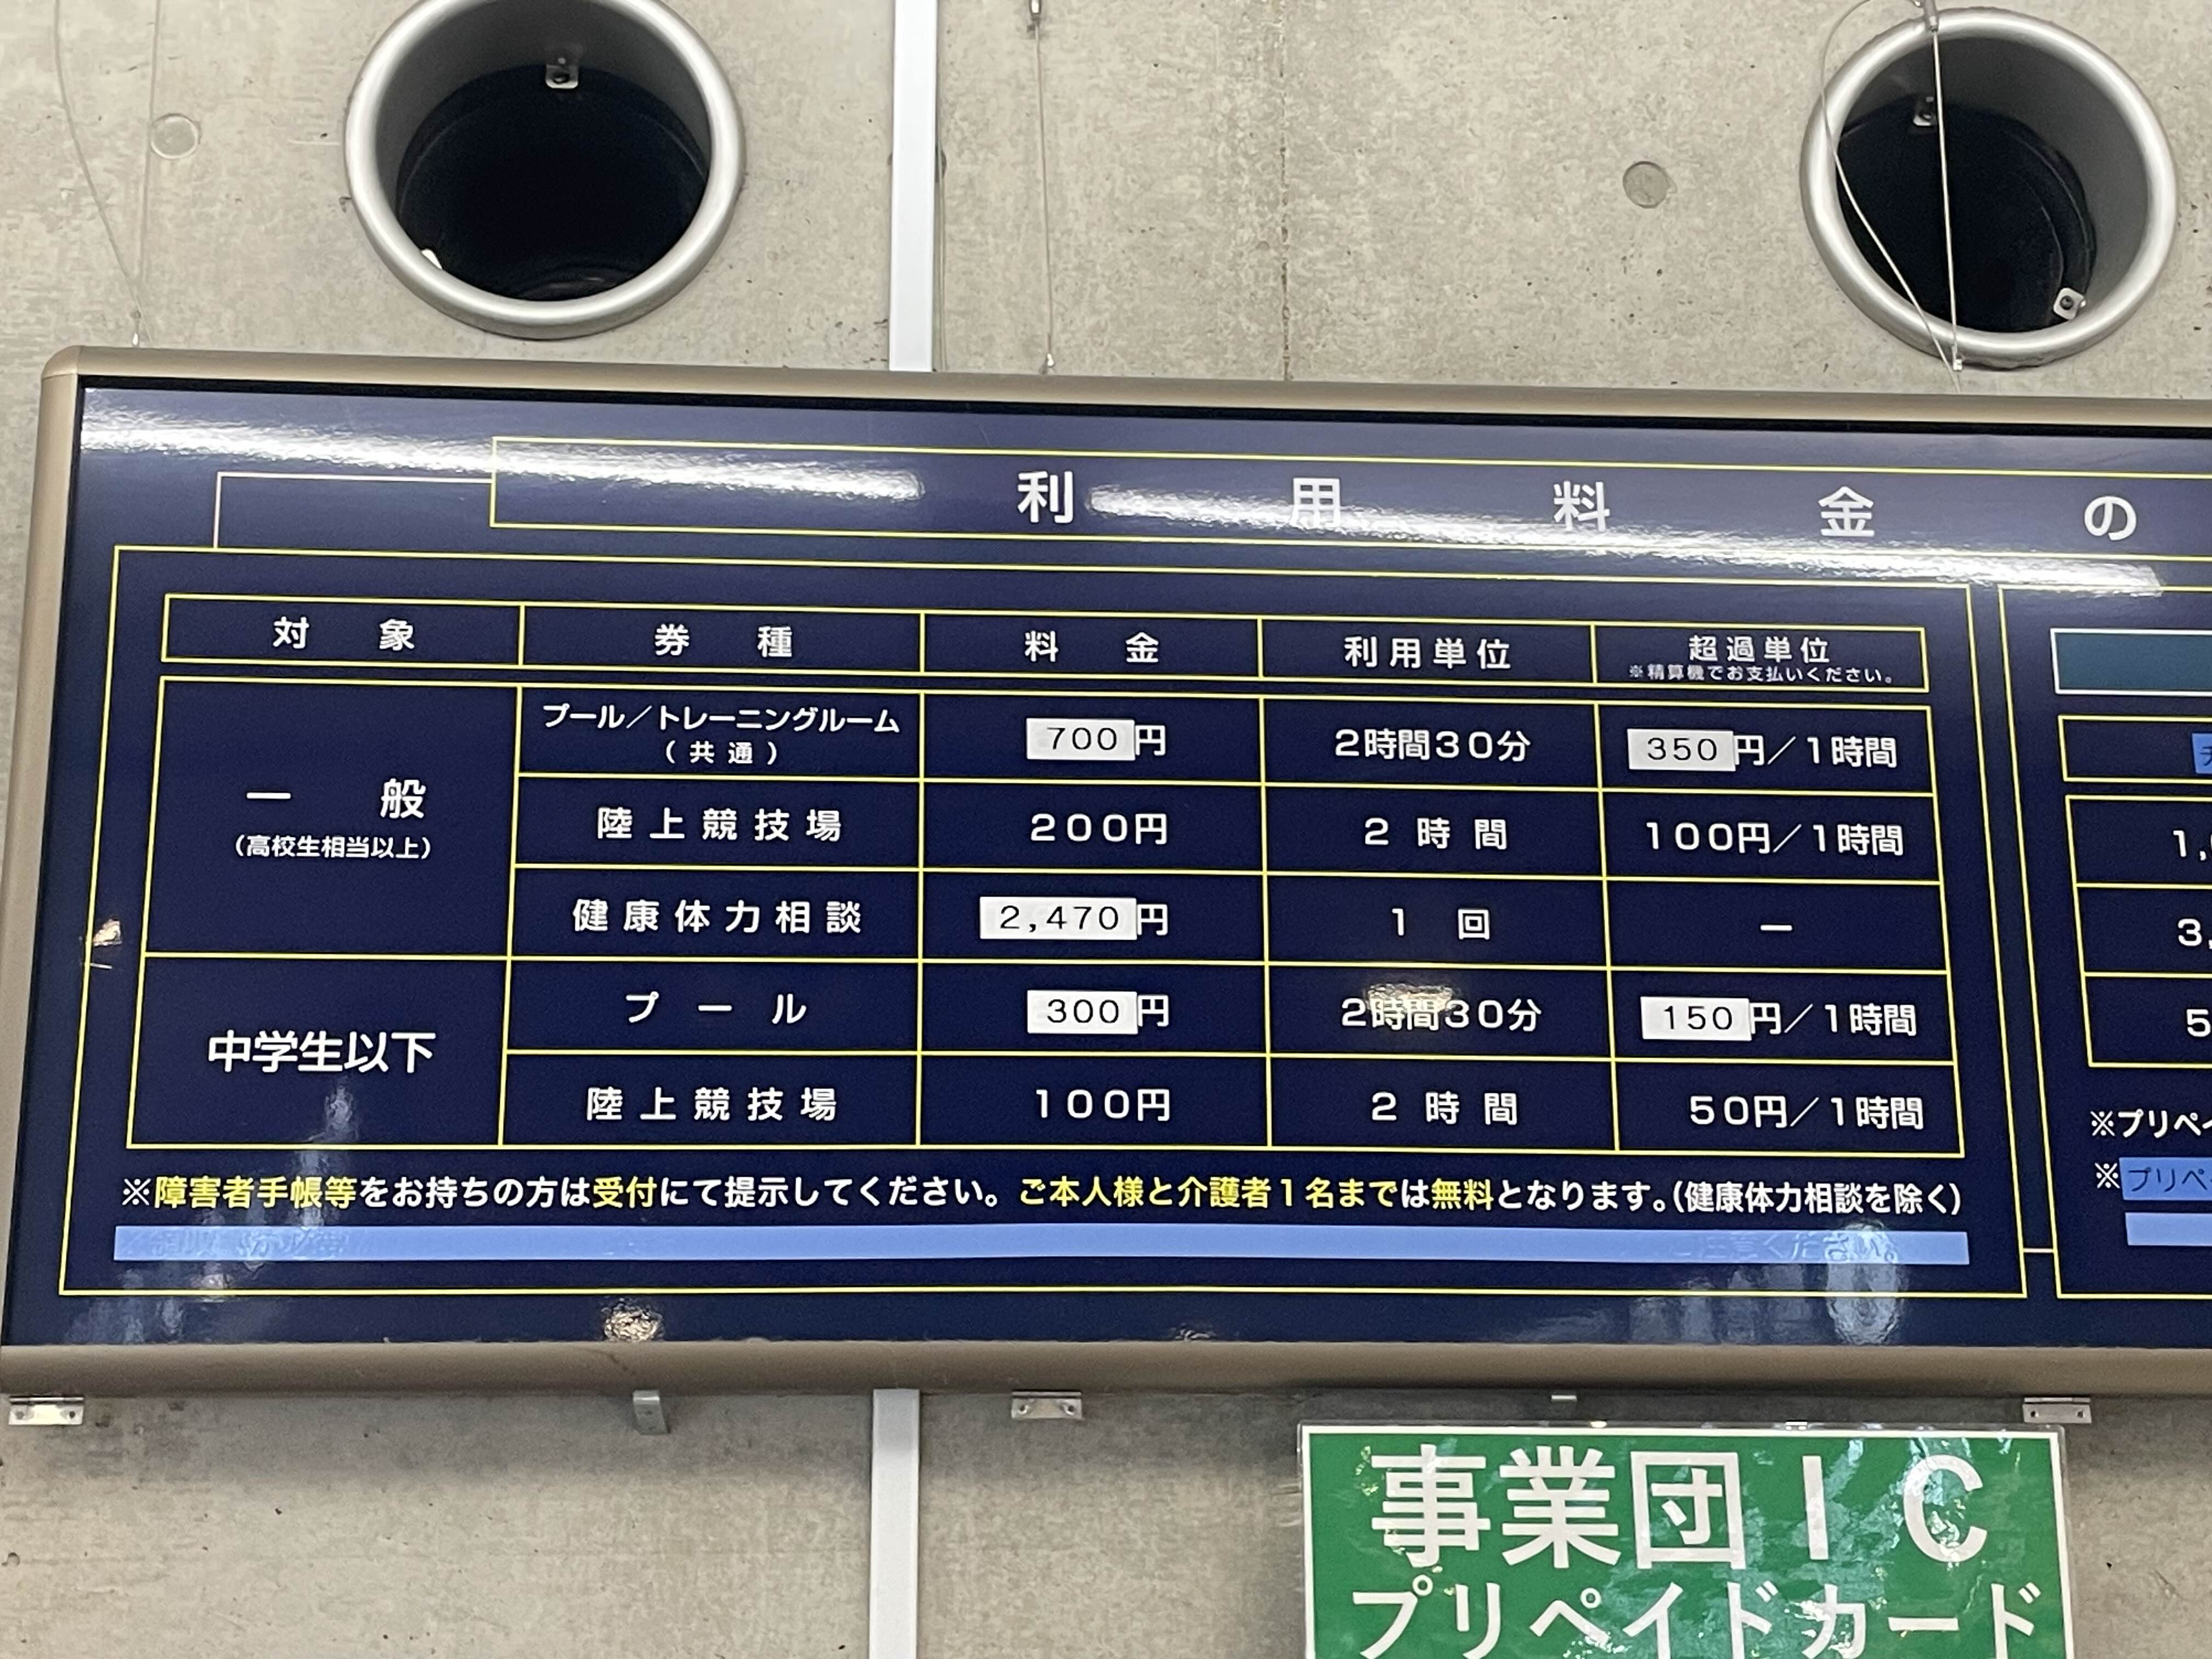 利用料金の
対象 券種 料金 利用単位 超過単位
※精算機でお支払いください。
一般
(高校生相当以上)
プール／トレーニングルーム
(共通)
700円 2時間30分 350円／1時間
陸上競技場 200円 2時間 100円／1時間
健康体力相談 2,470円 1回 ー
中学生以下
プール 300円 2時間30分 150円／1時間
陸上競技場 100円 2時間 50円／1時間
※障害者手帳等をお持ちの方は受付にて提示してください。ご本人様と介護者1名までは無料となります。(健康体力相談を除く)
1,
3,
5
※プリペイ
※プリペ
事業団IC
プリペイドカード